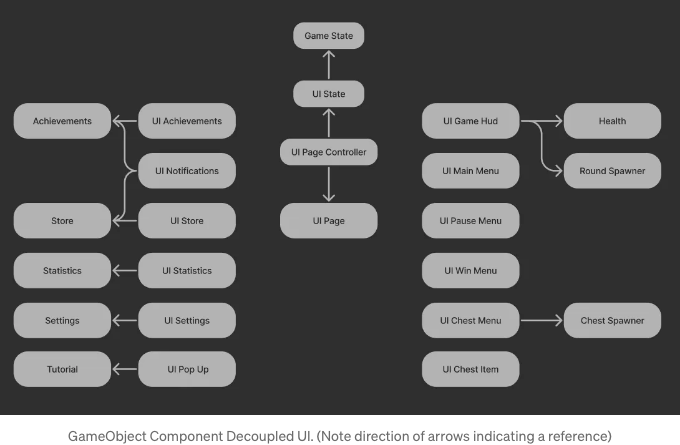 Game State
UI State
UI Page Controller
UI Page
Achievements
UI Achievements
UI Notifications
Store
UI Store
Statistics
UI Statistics
Settings
UI Settings
Tutorial
UI Pop Up
UI Game Hud
Health
UI Main Menu
Round Spawner
UI Pause Menu
UI Win Menu
UI Chest Menu
Chest Spawner
UI Chest Item
GameObject Component Decoupled UI. (Note direction of arrows indicating a reference)